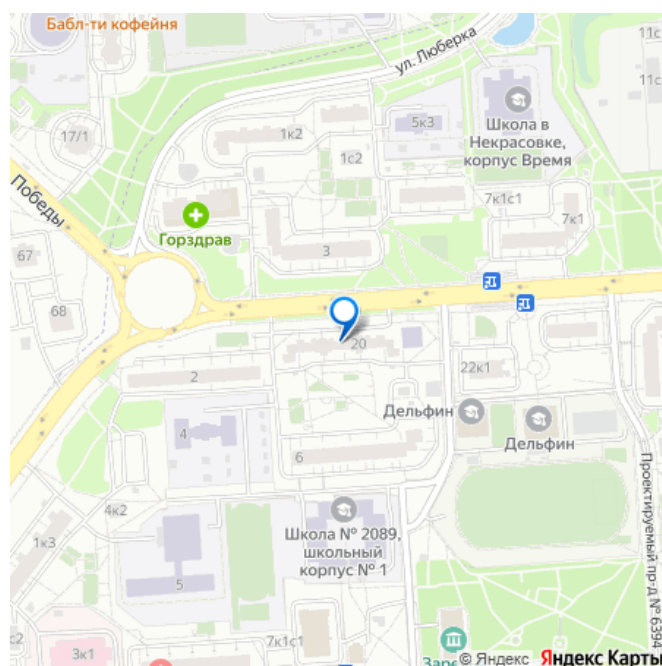 Бабл-ти кофейня
11с
11с
ул. Люберка
17/1
1к2
5к3
Школа в
Некрасовке,
корпус Время
1с2
Победы
7к1с1
7к1
Горздрав
3
67
68
20
2
22к1
Дельфин
Дельфин
4
6
4к2
Школа № 2089,
школьный
корпус № 1
1к3
5
Проектируемый пр-д № 6394
3к1
7к1с1
Заре
© Яндекс Яндекс Карты